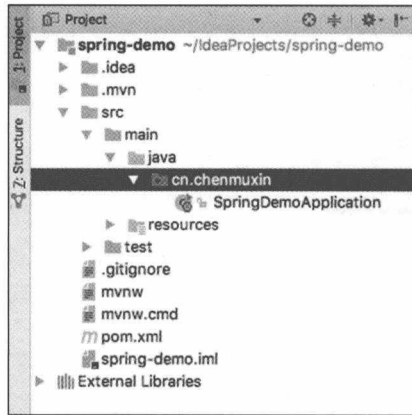 Project
1: Project
Z: Structure
spring-demo ~/IdeaProjects/spring-demo
.idea
.mvn
src
main
java
cn.chenmuxin
SpringDemoApplication
resources
test
.gitignore
mvnw
mvnw.cmd
pom.xml
spring-demo.iml
External Libraries